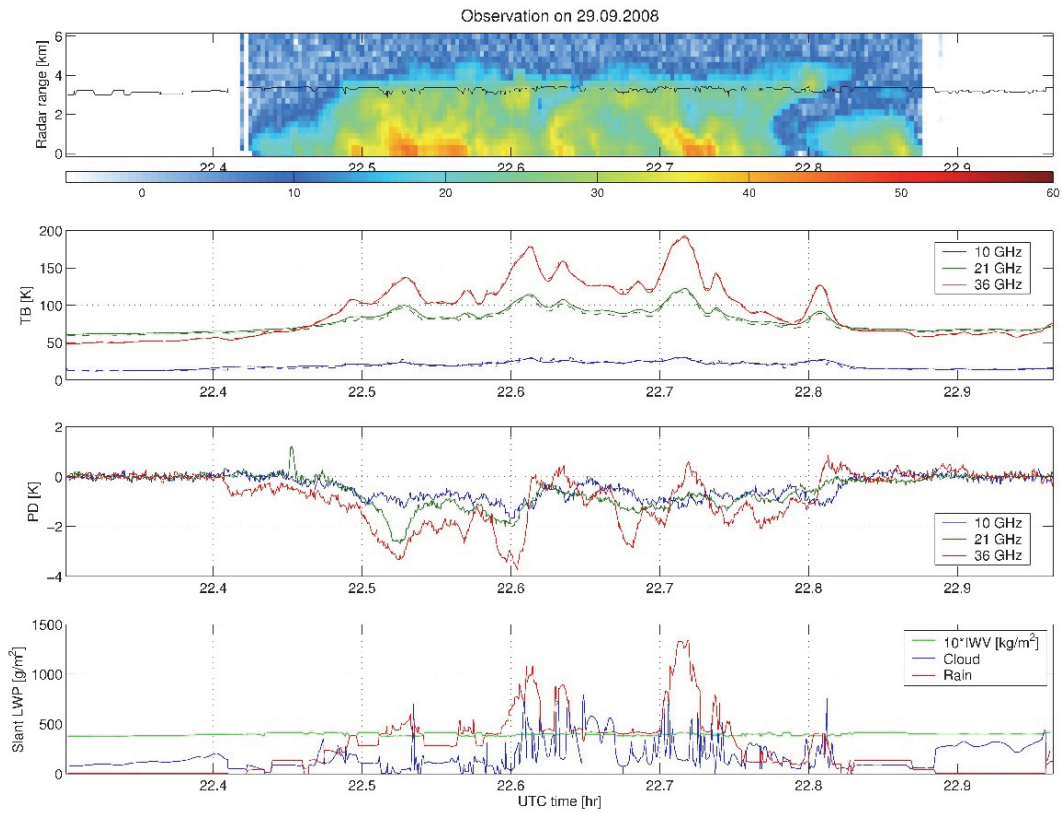 Observation on 29.09.2008
Radar range [km]
6
4
2
0
22.4 22.5 22.6 22.7 22.8 22.9
0 10 20 30 40 50 60
TB [K]
200
150
100
50
0
10 GHz
21 GHz
36 GHz
22.4 22.5 22.6 22.7 22.8 22.9
PD [K]
2
0
−2
−4
10 GHz
21 GHz
36 GHz
22.4 22.5 22.6 22.7 22.8 22.9
Slant LWP [g/m²]
1500
1000
500
0
10*IWV [kg/m²]
Cloud
Rain
22.4 22.5 22.6 22.7 22.8 22.9
UTC time [hr]